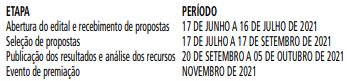 ETAPA PERÍODO
Abertura do edital e recebimento de propostas 17 DE JUNHO A 16 DE JULHO DE 2021
Seleção de propostas 17 DE JULHO A 17 DE SETEMBRO DE 2021
Publicação dos resultados e análise dos recursos 20 DE SETEMBRO A 05 DE OUTUBRO DE 2021
Evento de premiação NOVEMBRO DE 2021